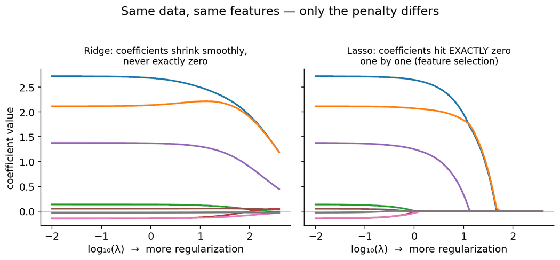 Same data, same features — only the penalty differs
Ridge: coefficients shrink smoothly,
never exactly zero
Lasso: coefficients hit EXACTLY zero
one by one (feature selection)
coefficient value
2.5
2.0
1.5
1.0
0.5
0.0
−2 −1 0 1 2
−2 −1 0 1 2
log₁₀(λ) → more regularization
log₁₀(λ) → more regularization